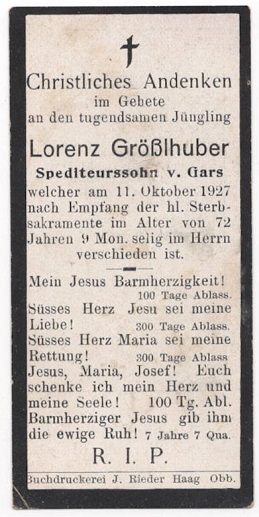 Christliches Andenken
im Gebete
an den tugendsamen Jüngling
Lorenz Größlhuber
Spediteurssohn v. Gars
welcher am 11. Oktober 1927
nach Empfang der hl. Sterb-
sakramente im Alter von 72
Jahren 9 Mon. selig im Herrn
verschieden ist.
Mein Jesus Barmherzigkeit!
100 Tage Ablass.
Süsses Herz Jesu sei meine
Liebe! 300 Tage Ablass.
Süsses Herz Maria sei meine
Rettung! 300 Tage Ablass
Jesus, Maria, Josef! Euch
schenke ich mein Herz und
meine Seele! 100 Tg. Abl.
Barmherziger Jesus gib ihm
die ewige Ruh! 7 Jahre 7 Qua.
R. I. P.
Buchdruckerei J. Rieder Haag Obb.